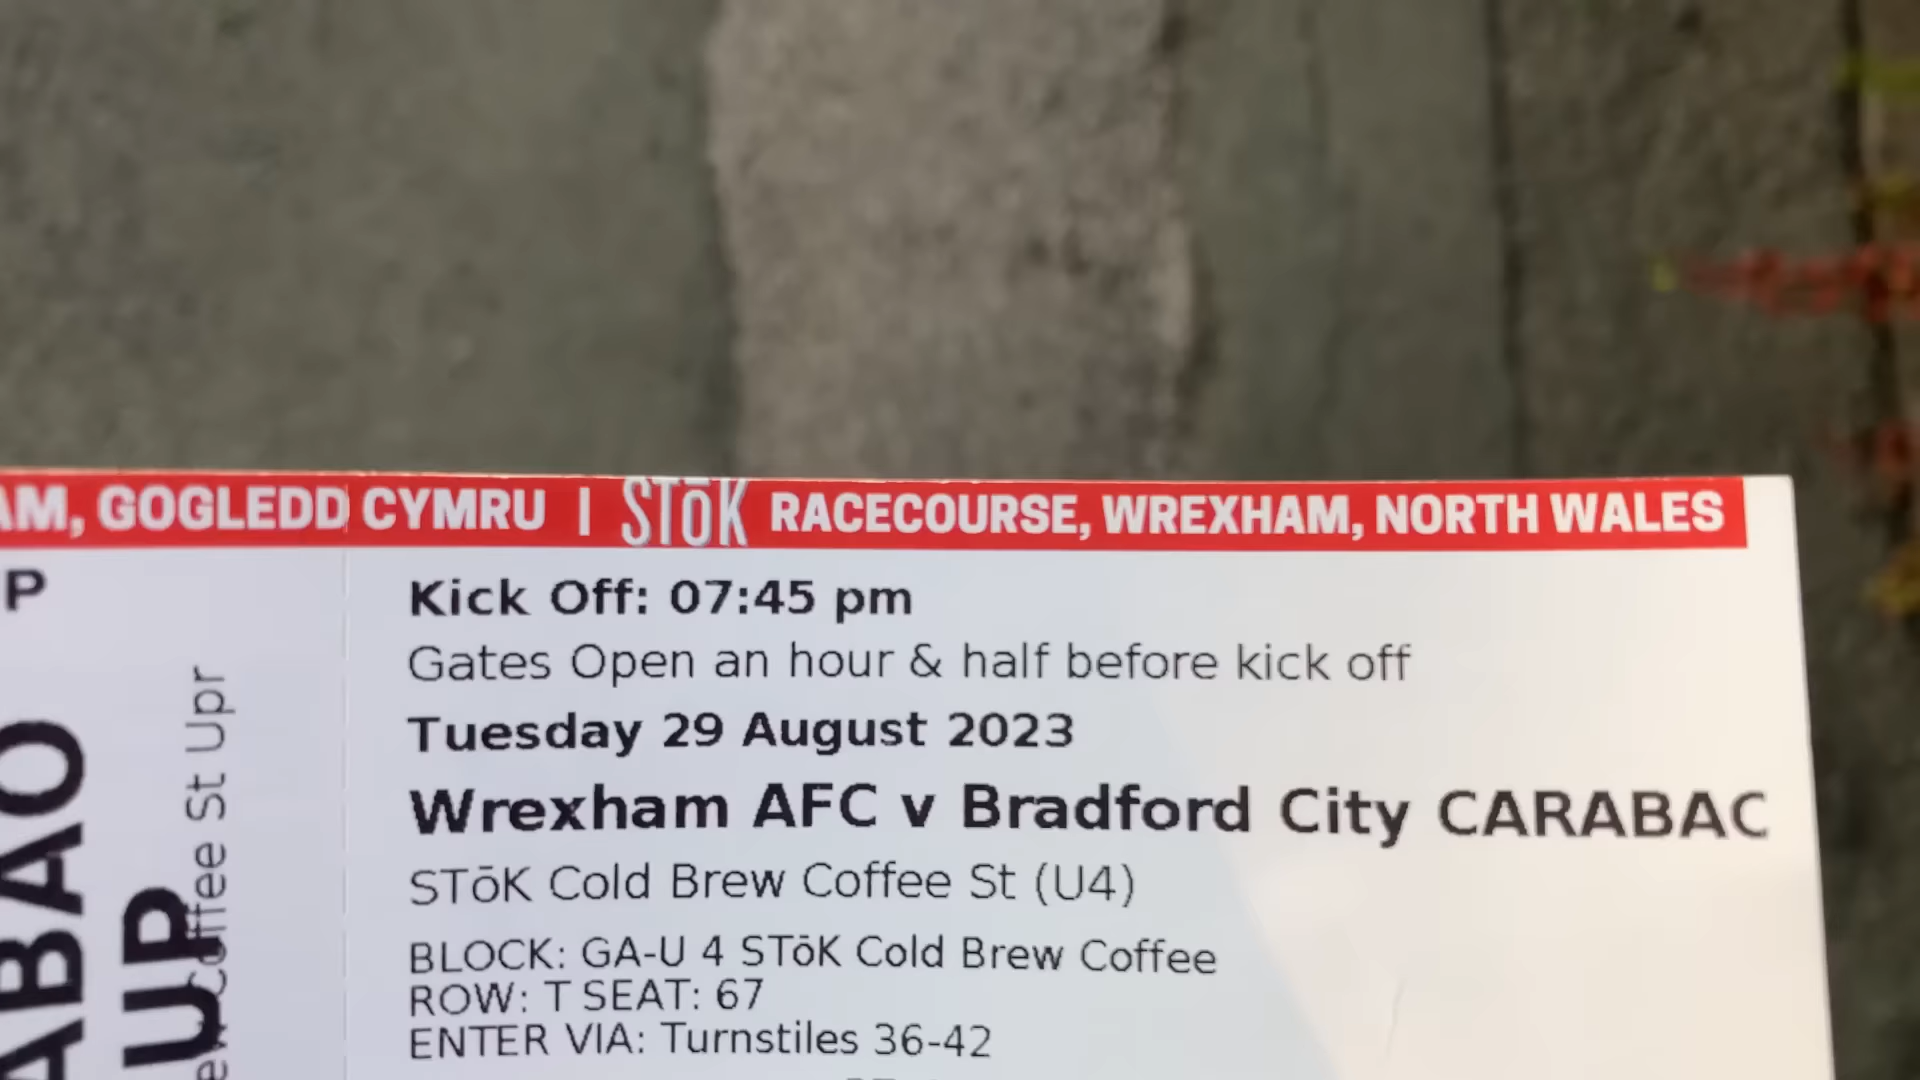 AM, GOGLEDD CYMRU | STōK RACECOURSE, WREXHAM, NORTH WALES
P
ABAO
UP
ew Coffee St Upr
Kick Off: 07:45 pm
Gates Open an hour & half before kick off
Tuesday 29 August 2023
Wrexham AFC v Bradford City CARABAC
STōK Cold Brew Coffee St (U4)
BLOCK: GA-U 4 STōK Cold Brew Coffee
ROW: T SEAT: 67
ENTER VIA: Turnstiles 36-42